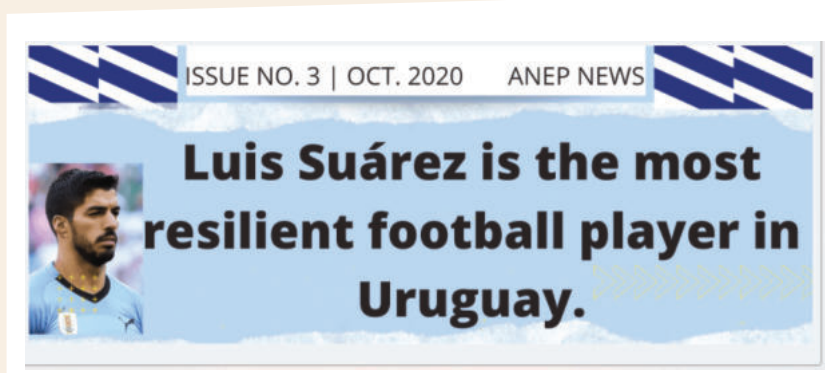 ISSUE NO. 3 | OCT. 2020 ANEP NEWS
Luis Suárez is the most
resilient football player in
Uruguay.